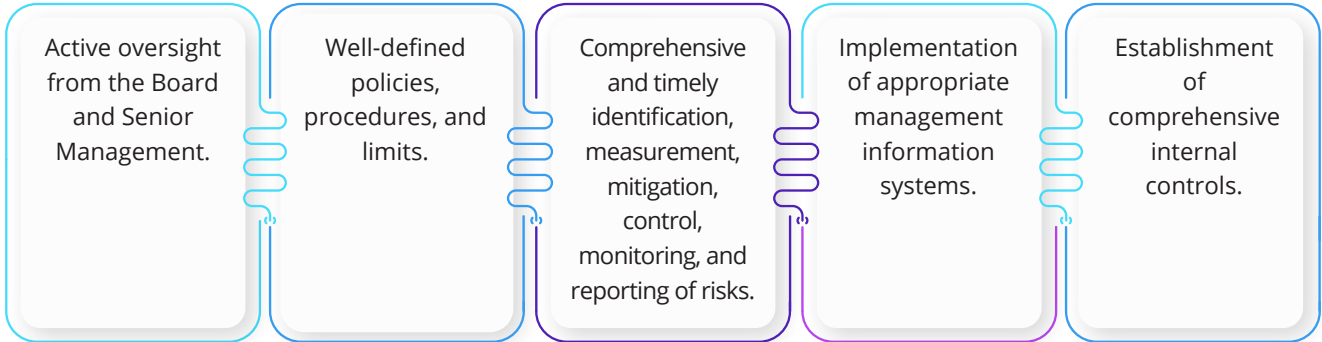 Active oversight
from the Board
and Senior
Management.
Well-defined
policies,
procedures, and
limits.
Comprehensive
and timely
identification,
measurement,
mitigation,
control,
monitoring, and
reporting of risks.
Implementation
of appropriate
management
information
systems.
Establishment
of
comprehensive
internal
controls.